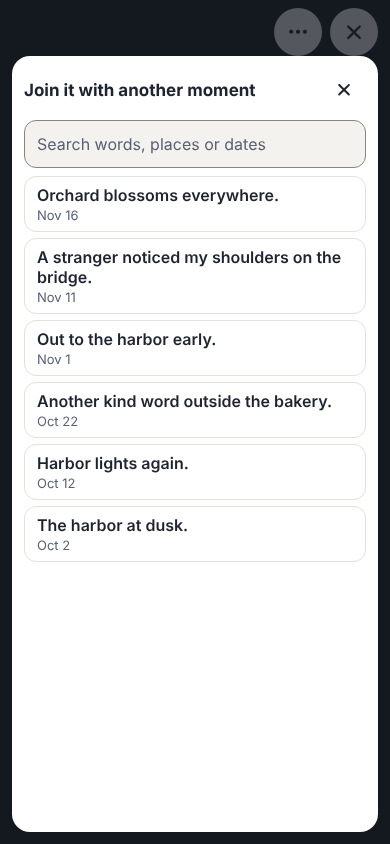 Join it with another moment
Search words, places or dates
Orchard blossoms everywhere.
Nov 16
A stranger noticed my shoulders on the
bridge.
Nov 11
Out to the harbor early.
Nov 1
Another kind word outside the bakery.
Oct 22
Harbor lights again.
Oct 12
The harbor at dusk.
Oct 2